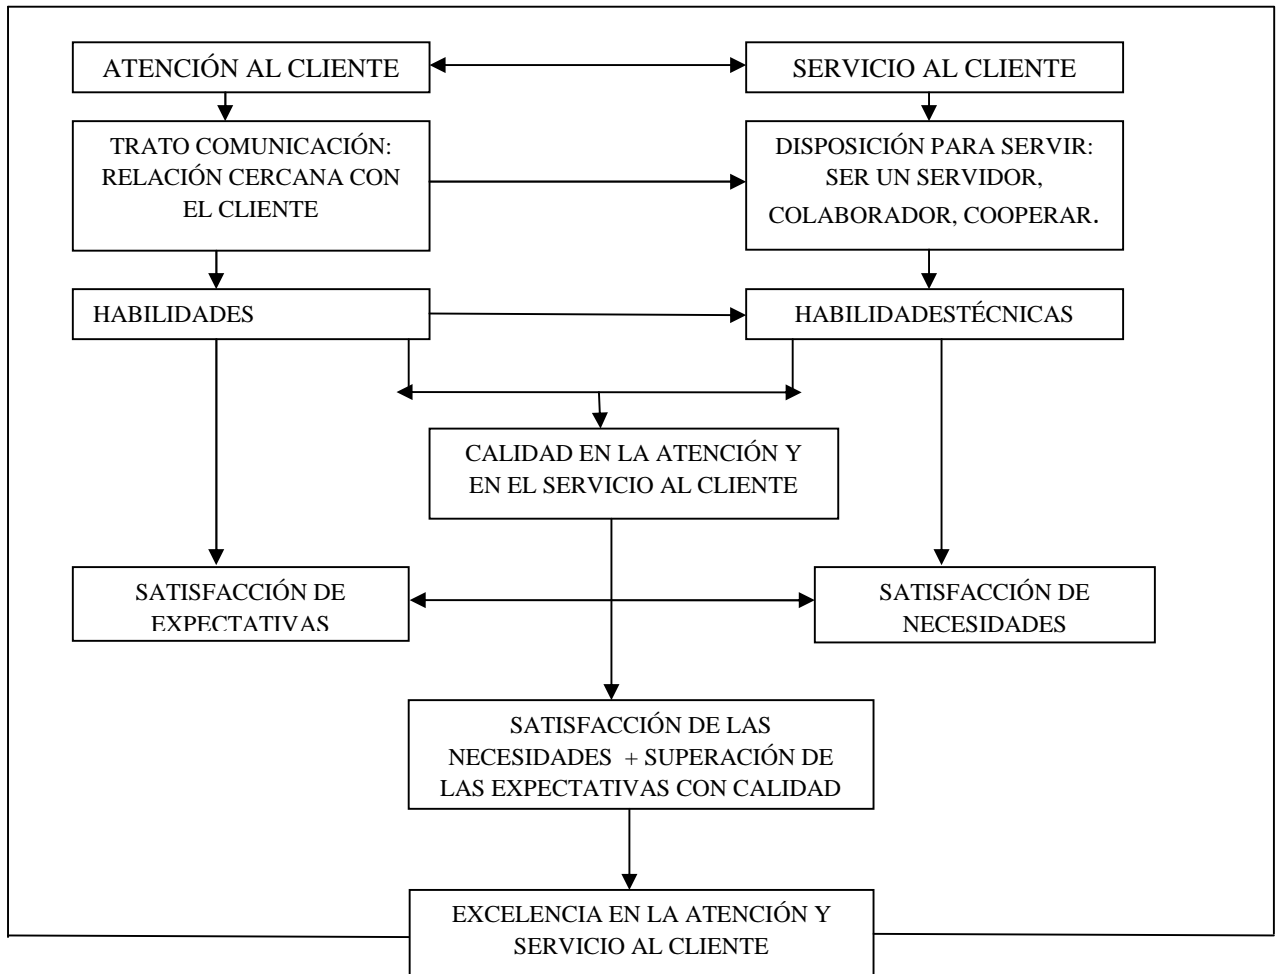 ATENCIÓN AL CLIENTE
SERVICIO AL CLIENTE
TRATO COMUNICACIÓN:
RELACIÓN CERCANA CON
EL CLIENTE
DISPOSICIÓN PARA SERVIR:
SER UN SERVIDOR,
COLABORADOR, COOPERAR.
HABILIDADES
HABILIDADESTÉCNICAS
CALIDAD EN LA ATENCIÓN Y
EN EL SERVICIO AL CLIENTE
SATISFACCIÓN DE
EXPECTATIVAS
SATISFACCIÓN DE
NECESIDADES
SATISFACCIÓN DE LAS
NECESIDADES + SUPERACIÓN DE
LAS EXPECTATIVAS CON CALIDAD
EXCELENCIA EN LA ATENCIÓN Y
SERVICIO AL CLIENTE